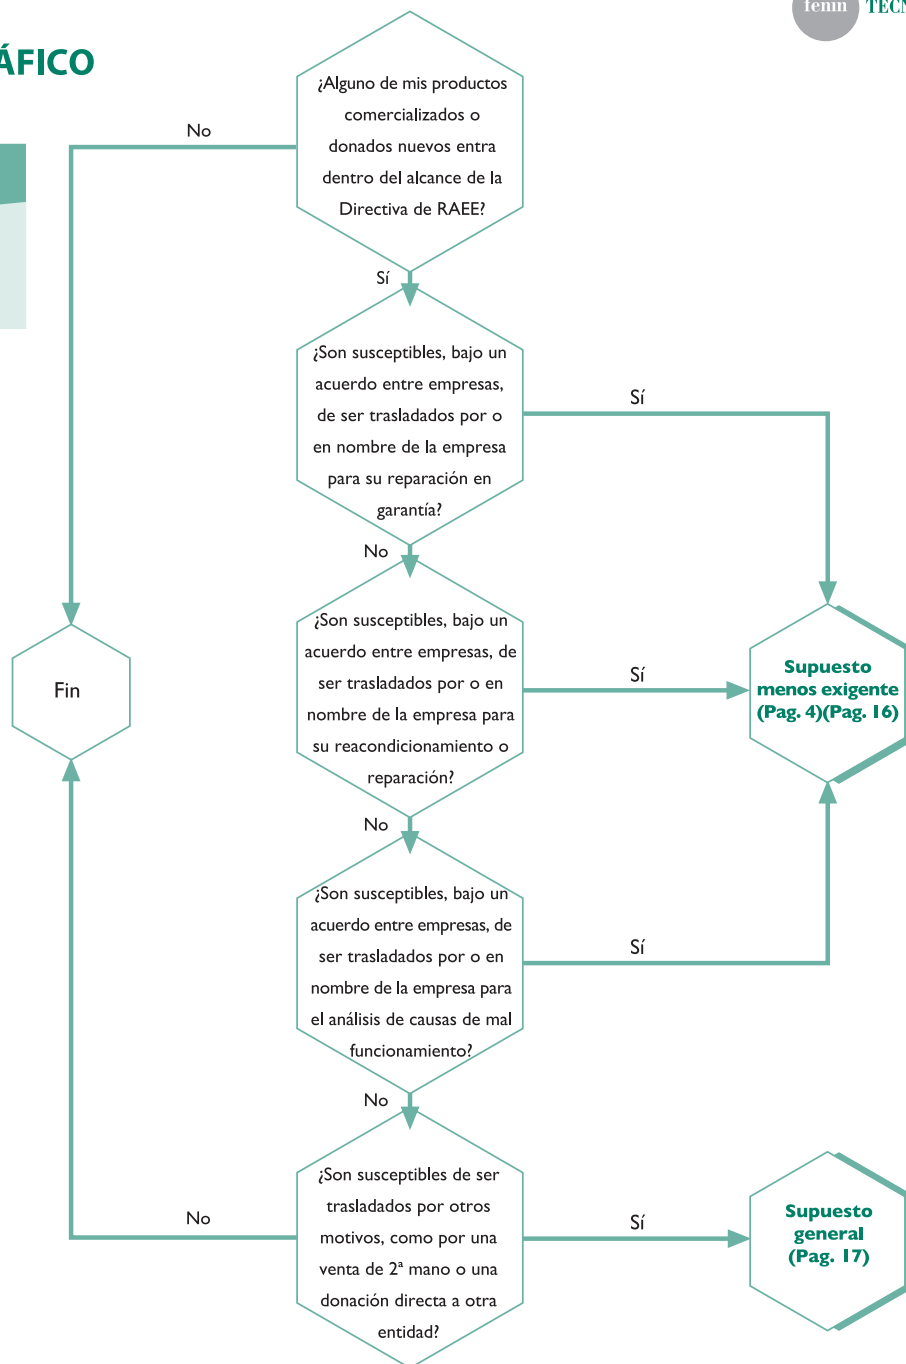 fenin
ÁFICO
¿Alguno de mis productos
comercializados o
donados nuevos entra
dentro del alcance de la
Directiva de RAEE?
No
Sí
¿Son susceptibles, bajo un
acuerdo entre empresas,
de ser trasladados por o
en nombre de la empresa
para su reparación en
garantía?
Sí
No
¿Son susceptibles, bajo un
acuerdo entre empresas, de
ser trasladados por o en
nombre de la empresa para
su reacondicionamiento o
reparación?
Sí
Fin
Supuesto
menos exigente
(Pag. 4)(Pag. 16)
No
¿Son susceptibles, bajo un
acuerdo entre empresas, de
ser trasladados por o en
nombre de la empresa para
el análisis de causas de mal
funcionamiento?
Sí
No
¿Son susceptibles de ser
trasladados por otros
motivos, como por una
venta de 2ª mano o una
donación directa a otra
entidad?
No
Sí
Supuesto
general
(Pag. 17)